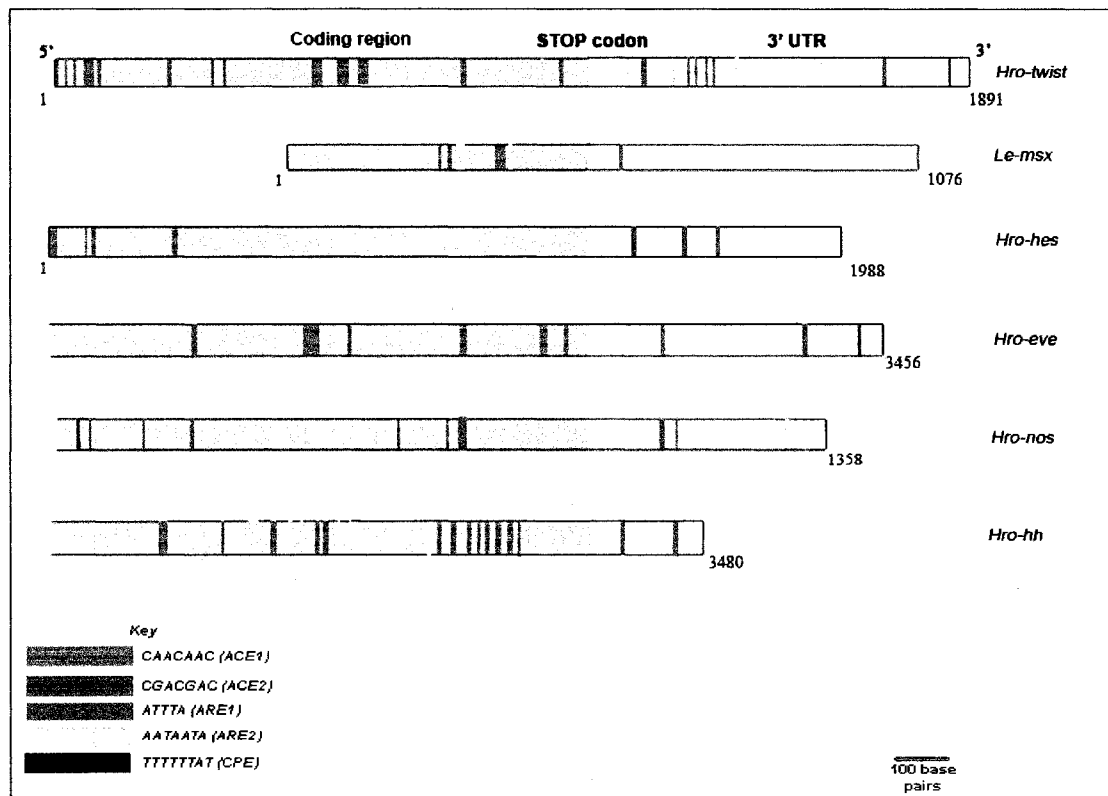 Coding region STOP codon 3' UTR
5' 3'
Hro-twist
1 1891
Le-msx
1 1076
Hro-hes
1 1988
Hro-eve
3456
Hro-nos
1358
Hro-hh
3480
Key
CAACAAC (ACE1)
CGACGAC (ACE2)
ATTTA (ARE1)
AATAATA (ARE2)
TTTTTTAT (CPE)
100 base
pairs